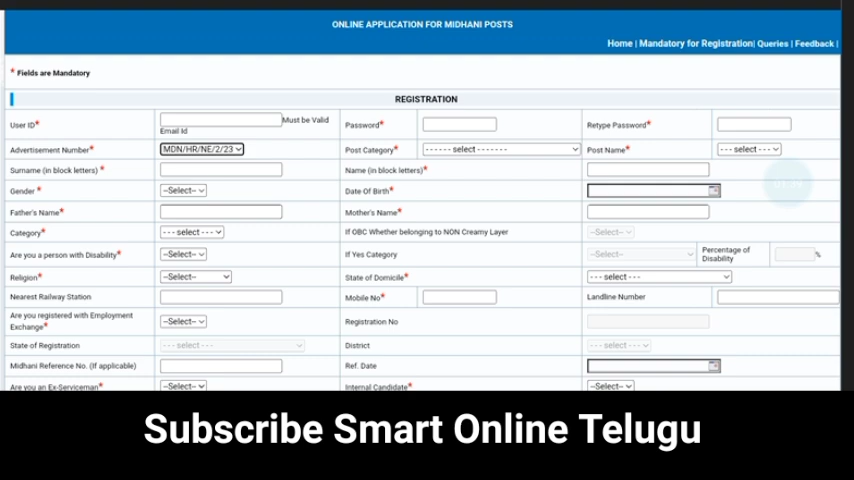 ONLINE APPLICATION FOR MIDHANI POSTS
Home | Mandatory for Registration| Queries | Feedback |
* Fields are Mandatory
REGISTRATION
User ID* Must be Valid Email Id Password* Retype Password*
Advertisement Number* MDN/HR/NE/2/23 Post Category* ------ select ------- Post Name* --- select ---
Surname (in block letters) * Name (in block letters)*
Gender* --Select-- Date Of Birth*
Father's Name* Mother's Name*
Category* --- select --- If OBC Whether belonging to NON Creamy Layer --Select--
Are you a person with Disability* --Select-- If Yes Category --Select-- Percentage of Disability %
Religion* --Select-- State of Domicile* --- select ---
Nearest Railway Station Mobile No* Landline Number
Are you registered with Employment Exchange* --Select-- Registration No
State of Registration --- select --- District --- select ---
Midhani Reference No. (If applicable) Ref. Date
Are you an Ex-Serviceman* --Select-- Internal Candidate* --Select--
Subscribe Smart Online Telugu